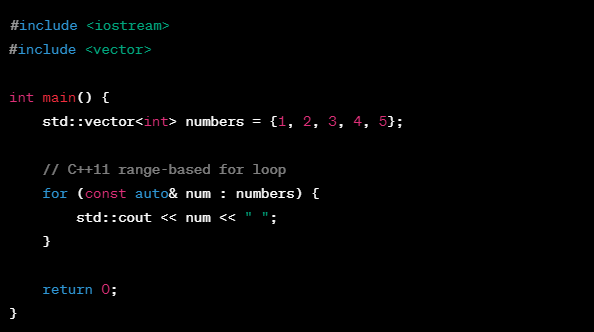 #include <iostream>
#include <vector>
int main() {
    std::vector<int> numbers = {1, 2, 3, 4, 5};
    // C++11 range-based for loop
    for (const auto& num : numbers) {
        std::cout << num << " ";
    }
    return 0;
}